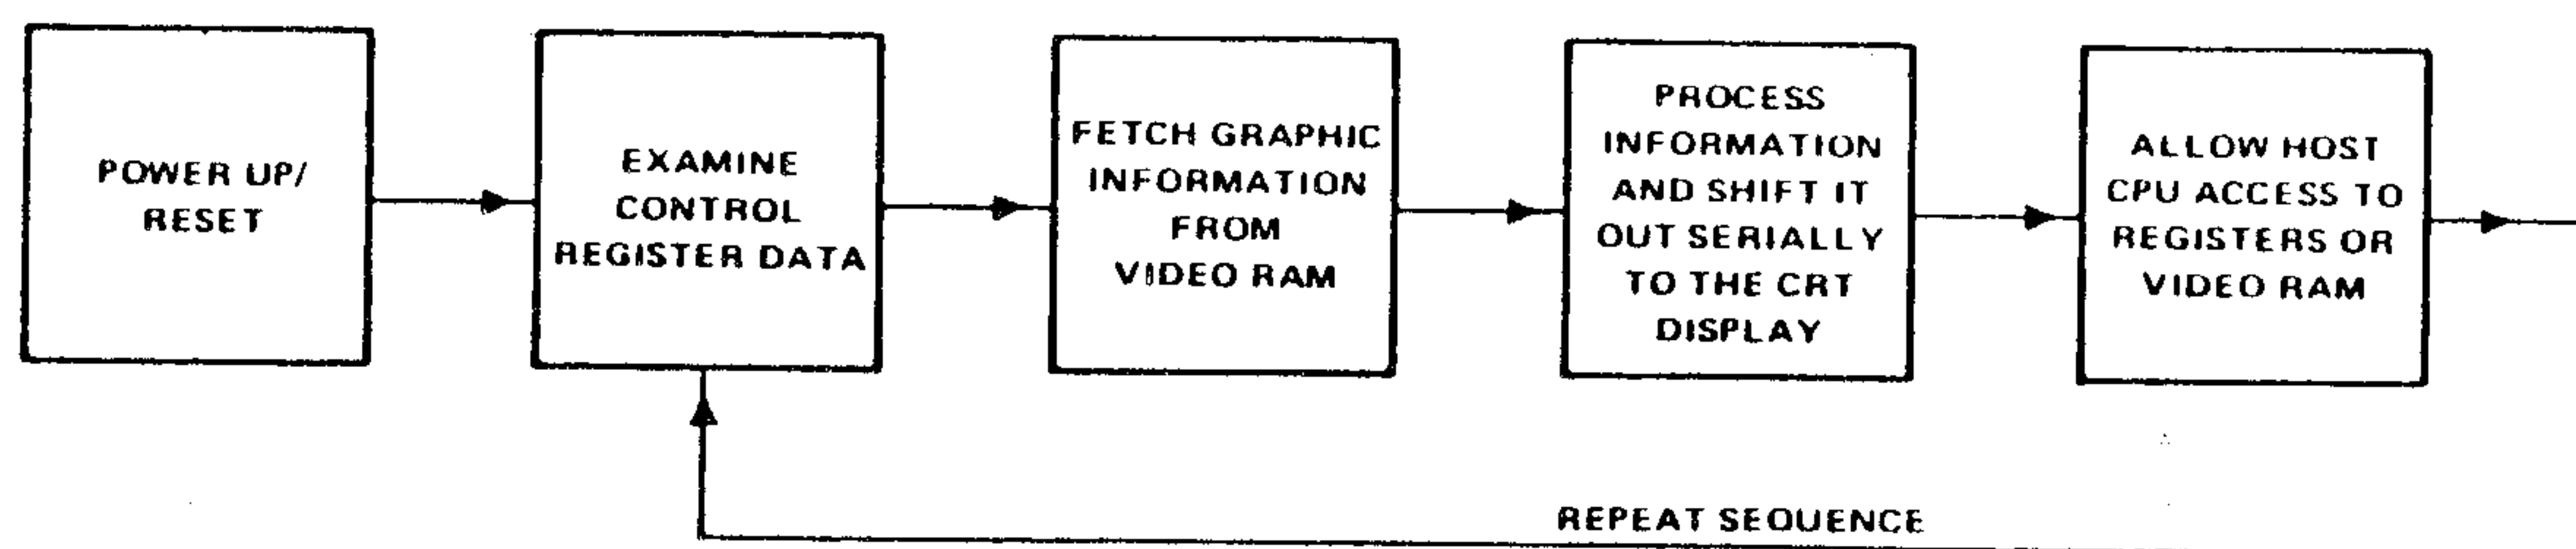 POWER UP/
RESET
EXAMINE
CONTROL
REGISTER DATA
FETCH GRAPHIC
INFORMATION
FROM
VIDEO RAM
PROCESS
INFORMATION
AND SHIFT IT
OUT SERIALLY
TO THE CRT
DISPLAY
ALLOW HOST
CPU ACCESS TO
REGISTERS OR
VIDEO RAM
REPEAT SEQUENCE